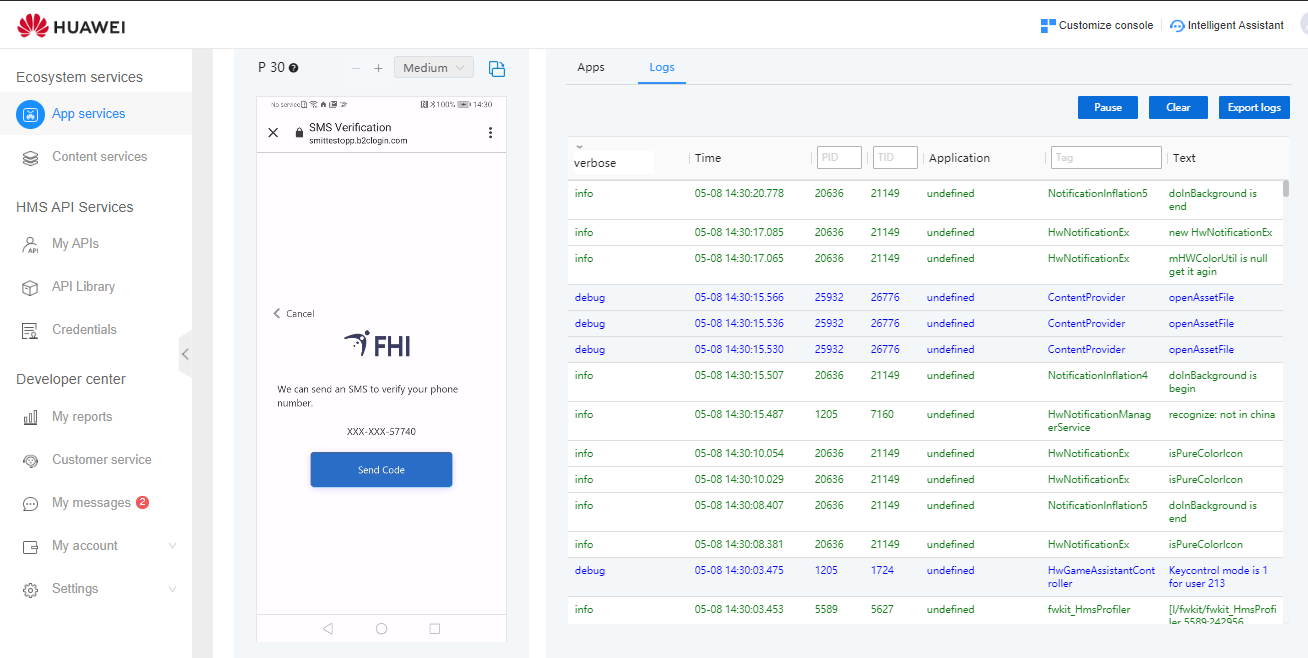 HUAWEI
Customize console
Intelligent Assistant
Ecosystem services
App services
Content services
HMS API Services
My APIs
API Library
Credentials
Developer center
My reports
Customer service
My messages 2
My account
Settings
P 30 ?
− + Medium
No service 100% 14:30
SMS Verification
smittestopp.b2clogin.com
Cancel
FHI
We can send an SMS to verify your phone
number.
XXX-XXX-57740
Send Code
Apps Logs
Pause Clear Export logs
verbose Time PID TID Application Tag Text
info 05-08 14:30:20.778 20636 21149 undefined NotificationInflation5 doInBackground is
end
info 05-08 14:30:17.085 20636 21149 undefined HwNotificationEx new HwNotificationEx
info 05-08 14:30:17.065 20636 21149 undefined HwNotificationEx mHWColorUtil is null
get it agin
debug 05-08 14:30:15.566 25932 26776 undefined ContentProvider openAssetFile
debug 05-08 14:30:15.536 25932 26776 undefined ContentProvider openAssetFile
debug 05-08 14:30:15.530 25932 26776 undefined ContentProvider openAssetFile
info 05-08 14:30:15.507 20636 21149 undefined NotificationInflation4 doInBackground is
begin
info 05-08 14:30:15.487 1205 7160 undefined HwNotificationManag recognize: not in china
erService
info 05-08 14:30:10.054 20636 21149 undefined HwNotificationEx isPureColorIcon
info 05-08 14:30:10.029 20636 21149 undefined HwNotificationEx isPureColorIcon
info 05-08 14:30:08.407 20636 21149 undefined NotificationInflation5 doInBackground is
end
info 05-08 14:30:08.381 20636 21149 undefined HwNotificationEx isPureColorIcon
debug 05-08 14:30:03.475 1205 1724 undefined HwGameAssistantCont Keycontrol mode is 1
roller for user 213
info 05-08 14:30:03.453 5589 5627 undefined fwkit_HmsProfiler [I/fwkit/fwkit_HmsProfi
ler 5589:242956